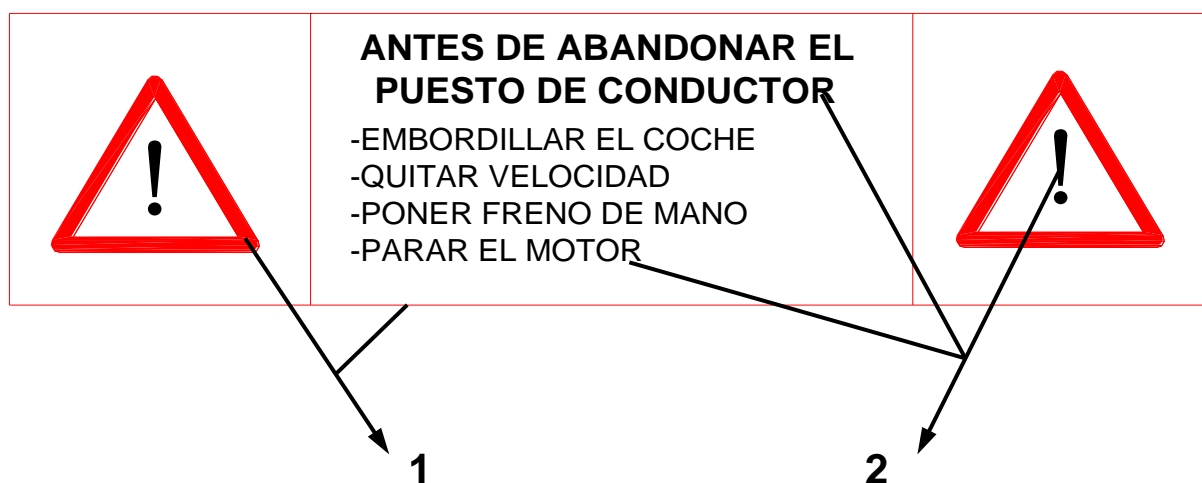 ANTES DE ABANDONAR EL
PUESTO DE CONDUCTOR
-EMBORDILLAR EL COCHE
-QUITAR VELOCIDAD
-PONER FRENO DE MANO
-PARAR EL MOTOR
!
!
1
2